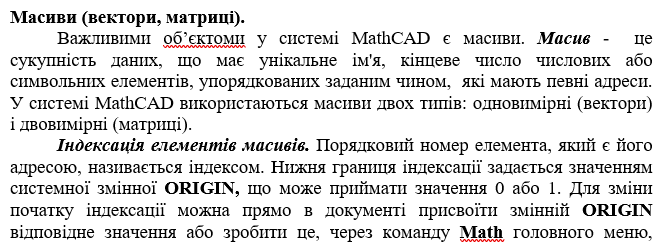 Масиви (вектори, матриці).
Важливими об’єктоми у системі MathCAD є масиви. Масив - це
сукупність даних, що має унікальне ім'я, кінцеве число числових або
символьних елементів, упорядкованих заданим чином, які мають певні адреси.
У системі MathCAD використаються масиви двох типів: одновимірні (вектори)
і двовимірні (матриці).
Індексація елементів масивів. Порядковий номер елемента, який є його
адресою, називається індексом. Нижня границя індексації задається значенням
системної змінної ORIGIN, що може приймати значення 0 або 1. Для зміни
початку індексації можна прямо в документі присвоїти змінній ORIGIN
відповідне значення або зробити це, через команду Math головного меню,